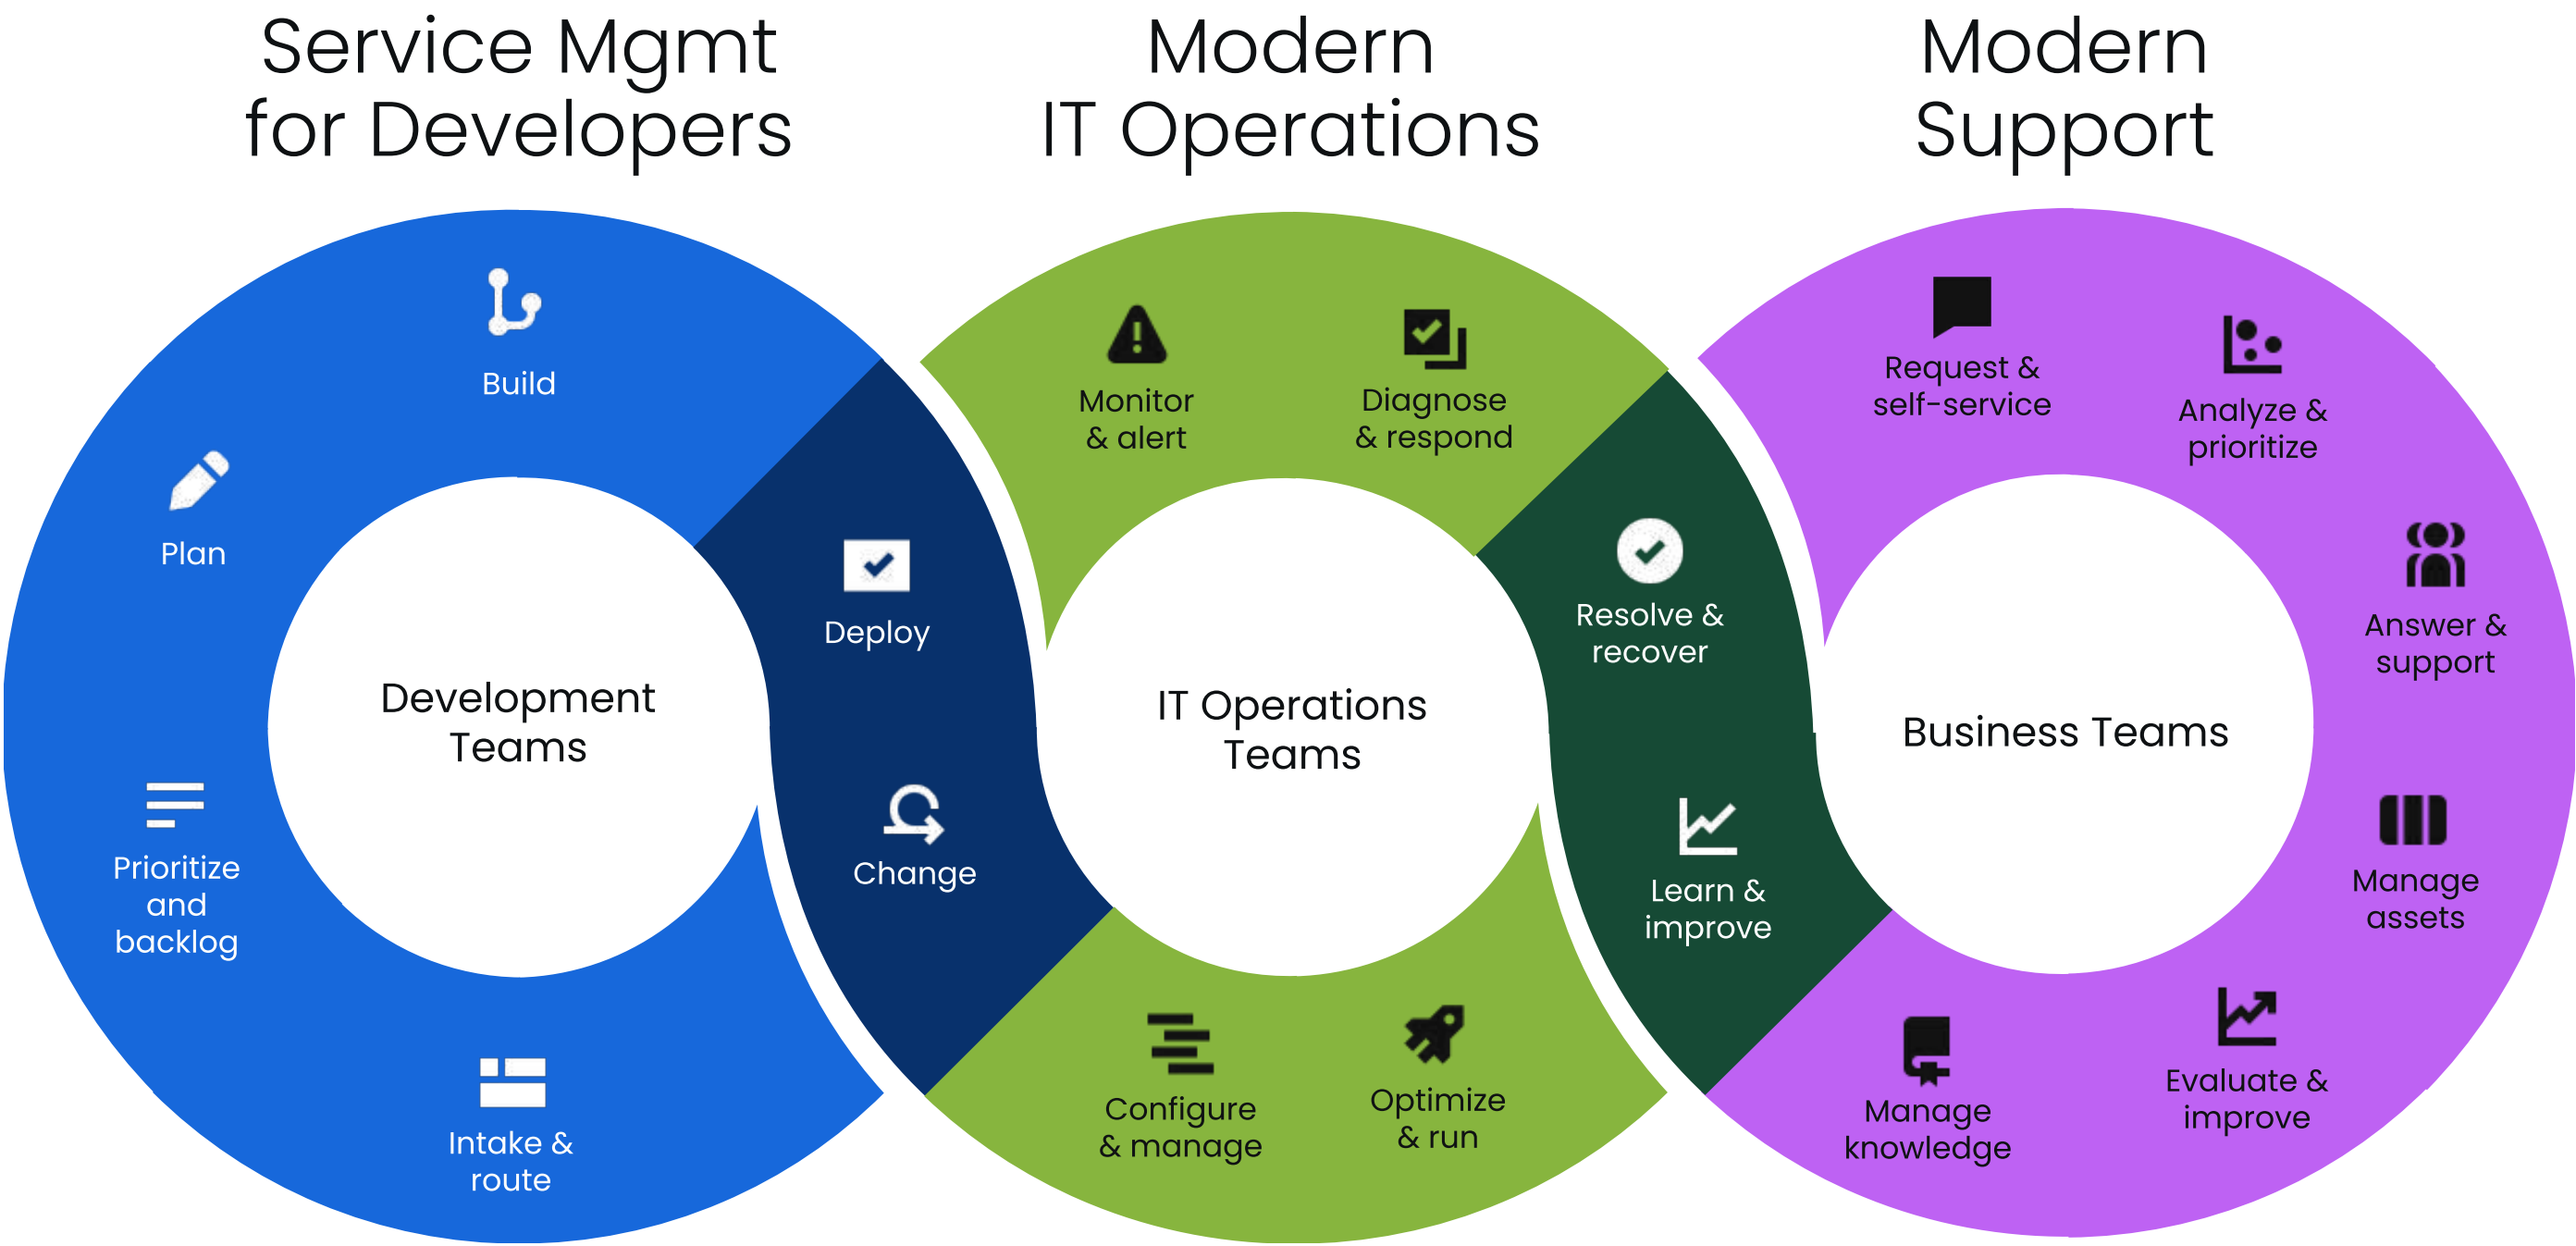 Service Mgmt
for Developers
Modern
IT Operations
Modern
Support
Build
Plan
Prioritize
and
backlog
Intake &
route
Development
Teams
Deploy
Change
Monitor
& alert
Diagnose
& respond
IT Operations
Teams
Configure
& manage
Optimize
& run
Resolve &
recover
Learn &
improve
Request &
self-service
Analyze &
prioritize
Answer &
support
Business Teams
Manage
assets
Evaluate &
improve
Manage
knowledge